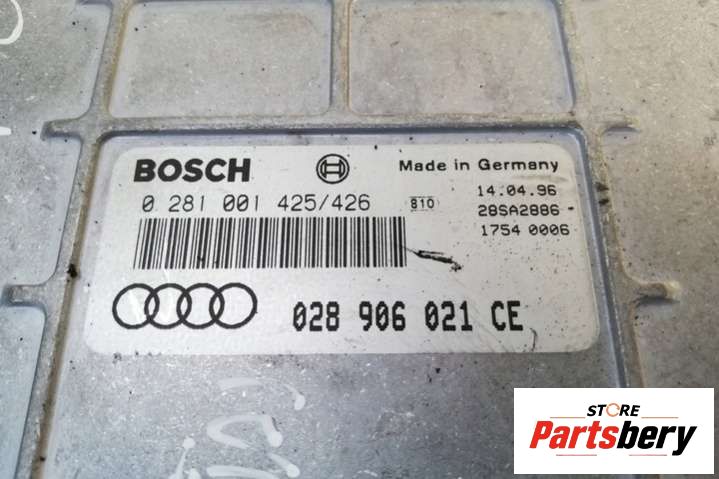 BOSCH
Made in Germany
0 281 001 425/426
810
14.04.96
28SA2886
1754 0006
028 906 021 CE
STORE
Partsbery